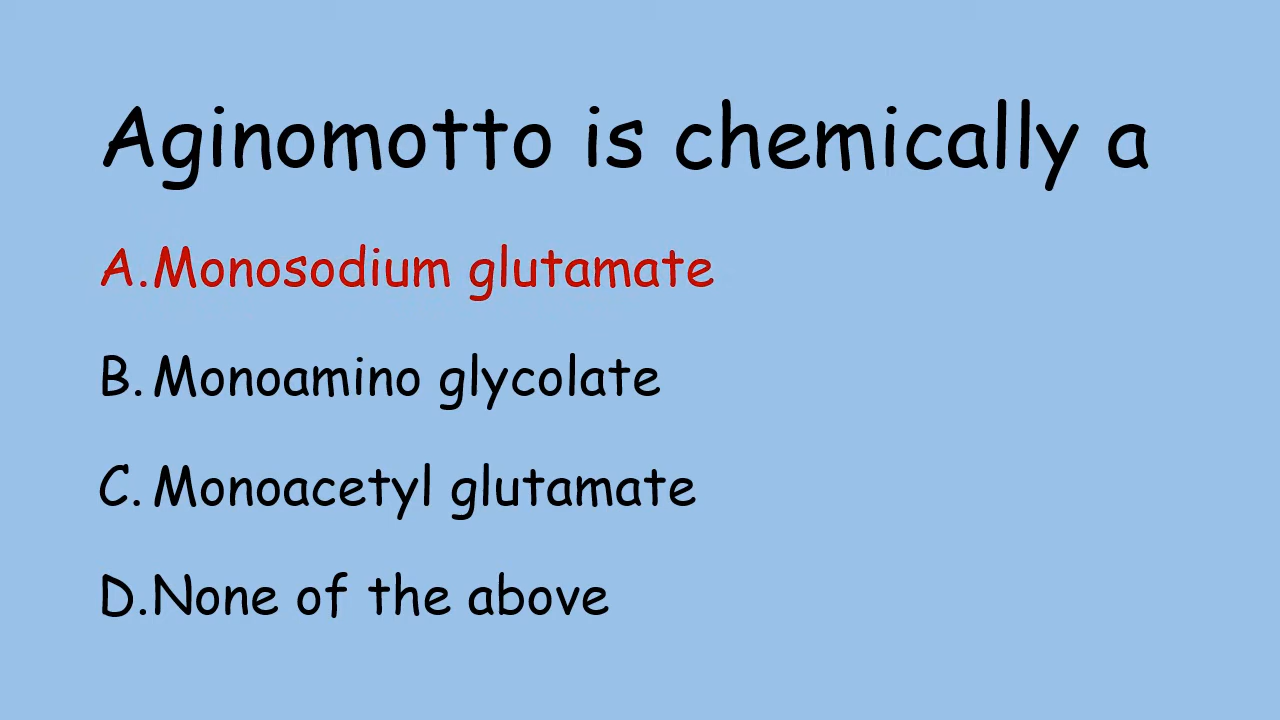 Aginomotto is chemically a
A.Monosodium glutamate
B. Monoamino glycolate
C. Monoacetyl glutamate
D.None of the above